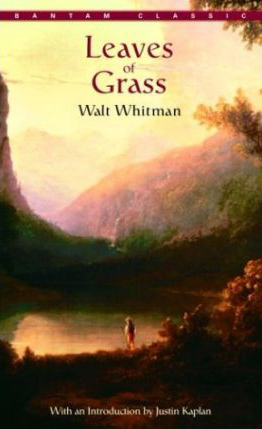 BANTAM CLASSIC
Leaves
of
Grass
Walt Whitman
With an Introduction by Justin Kaplan